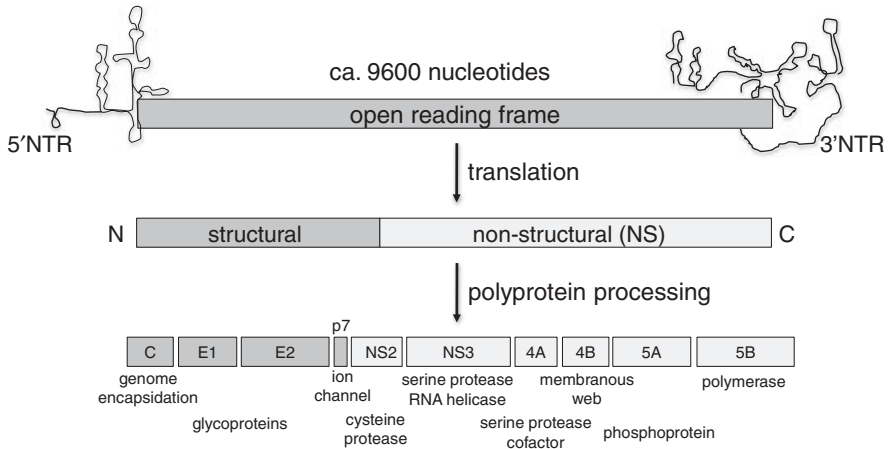 ca. 9600 nucleotides
open reading frame
5′NTR
3’NTR
translation
N
structural
non-structural (NS)
C
polyprotein processing
p7
C
E1
E2
NS2
NS3
4A
4B
5A
5B
genome
encapsidation
glycoproteins
ion
channel
cysteine
protease
serine protease
RNA helicase
serine protease
cofactor
membranous
web
phosphoprotein
polymerase